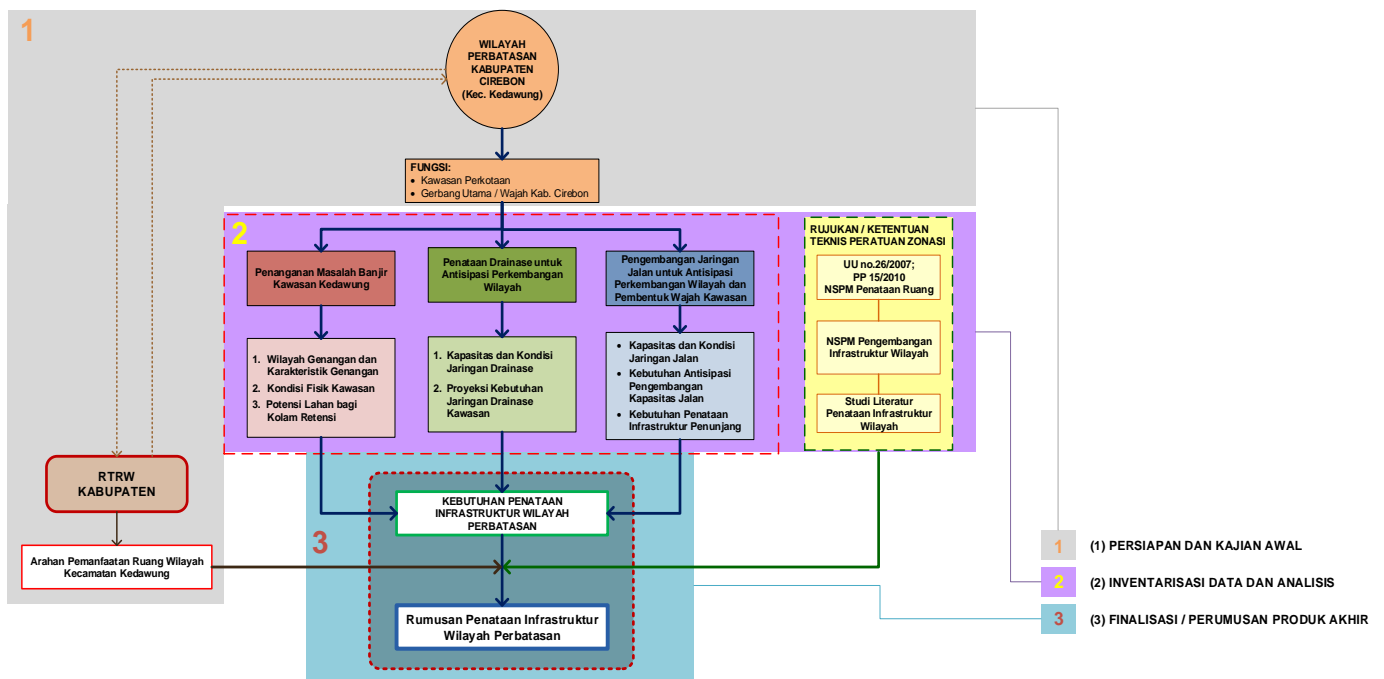 1
WILAYAH
PERBATASAN
KABUPATEN
CIREBON
(Kec. Kedawung)
FUNGSI:
• Kawasan Perkotaan
• Gerbang Utama / Wajah Kab. Cirebon
2
Penanganan Masalah Banjir
Kawasan Kedawung
Penataan Drainase untuk
Antisipasi Perkembangan
Wilayah
Pengembangan Jaringan
Jalan untuk Antisipasi
Perkembangan Wilayah dan
Pembentuk Wajah Kawasan
1. Wilayah Genangan dan
Karakteristik Genangan
2. Kondisi Fisik Kawasan
3. Potensi Lahan bagi
Kolam Retensi
1. Kapasitas dan Kondisi
Jaringan Drainase
2. Proyeksi Kebutuhan
Jaringan Drainase
Kawasan
• Kapasitas dan Kondisi
Jaringan Jalan
• Kebutuhan Antisipasi
Pengembangan
Kapasitas Jalan
• Kebutuhan Penataan
Infrastruktur Penunjang
RUJUKAN / KETENTUAN
TEKNIS PERATUAN ZONASI
UU no.26/2007;
PP 15/2010
NSPM Penataan Ruang
NSPM Pengembangan
Infrastruktur Wilayah
Studi Literatur
Penataan Infrastruktur
Wilayah
RTRW
KABUPATEN
Arahan Pemanfaatan Ruang Wilayah
Kecamatan Kedawung
3
KEBUTUHAN PENATAAN
INFRASTRUKTUR WILAYAH
PERBATASAN
Rumusan Penataan Infrastruktur
Wilayah Perbatasan
1 (1) PERSIAPAN DAN KAJIAN AWAL
2 (2) INVENTARISASI DATA DAN ANALISIS
3 (3) FINALISASI / PERUMUSAN PRODUK AKHIR